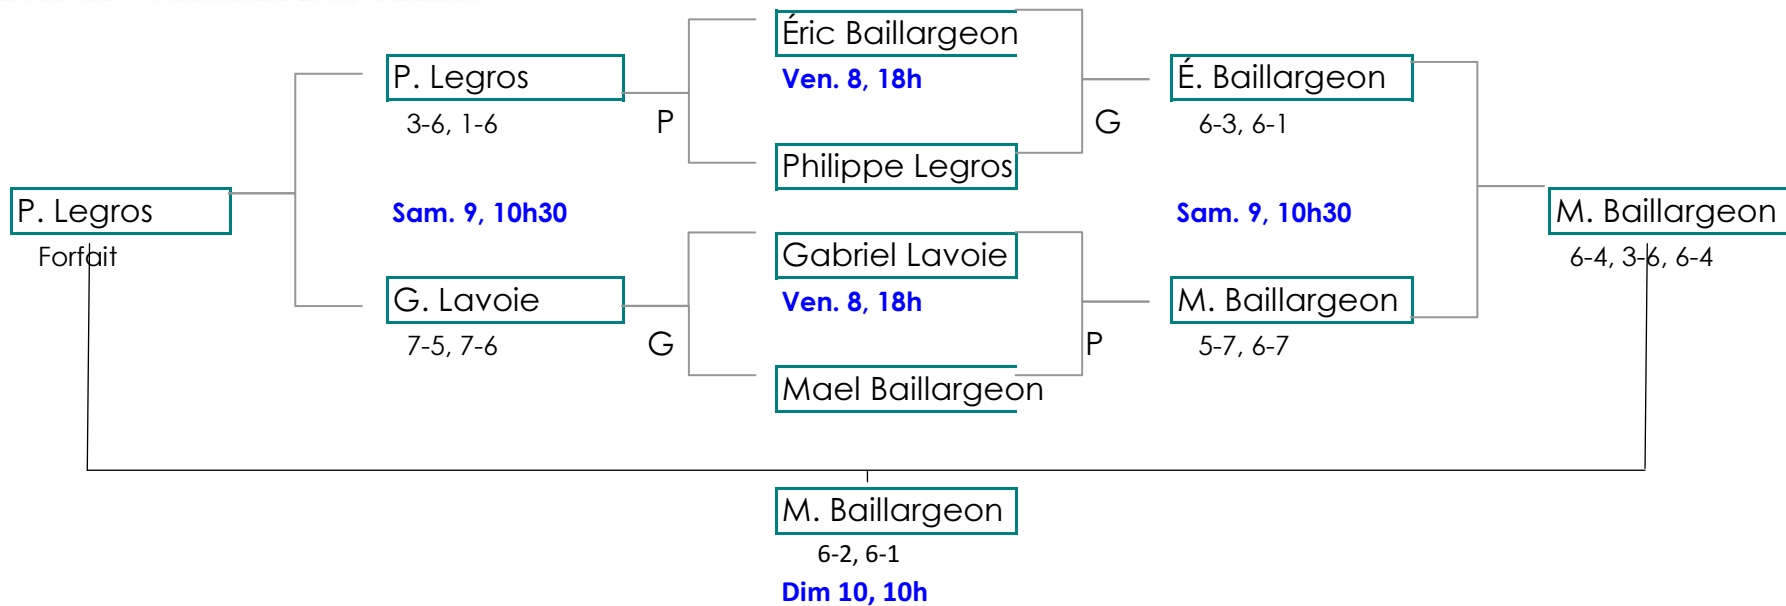 Éric Baillargeon
P. Legros
Ven. 8, 18h
É. Baillargeon
3-6, 1-6
P
G
6-3, 6-1
Philippe Legros
P. Legros
Sam. 9, 10h30
Sam. 9, 10h30
M. Baillargeon
Forfait
Gabriel Lavoie
6-4, 3-6, 6-4
G. Lavoie
Ven. 8, 18h
M. Baillargeon
7-5, 7-6
G
P
5-7, 6-7
Mael Baillargeon
M. Baillargeon
6-2, 6-1
Dim 10, 10h